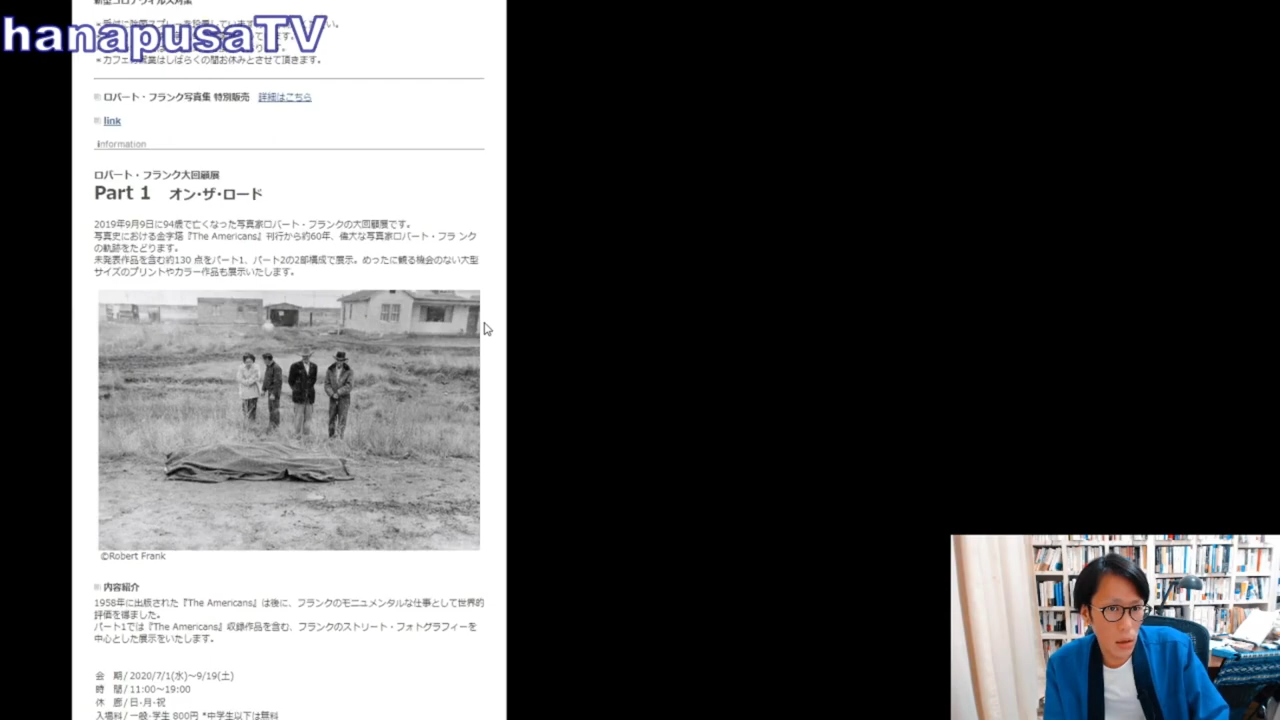 hanapusaTV
＊カフェの営業はしばらくの間お休みとさせて頂きます。
ロバート・フランク写真集 特別販売 詳細はこちら
link
information
ロバート・フランク大回顧展
Part 1 オン・ザ・ロード
2019年9月9日に94歳で亡くなった写真家ロバート・フランクの大回顧展です。
写真史における金字塔『The Americans』刊行から約60年、偉大な写真家ロバート・フラ ンク
の軌跡をたどります。
未発表作品を含む約130 点をパート1、パート2の2部構成で展示。めったに観る機会のない大型
サイズのプリントやカラー作品も展示いたします。
©Robert Frank
内容紹介
1958年に出版された『The Americans』は後に、フランクのモニュメンタルな仕事として世界的
評価を得ました。
パート1では『The Americans』収録作品を含む、フランクのストリート・フォトグラフィーを
中心とした展示をいたします。
会 期 / 2020/7/1(水)～9/19(土)
時 間 / 11:00～19:00
休 廊 / 日・月・祝
入場料 / 一般・学生 800円 *中学生以下は無料